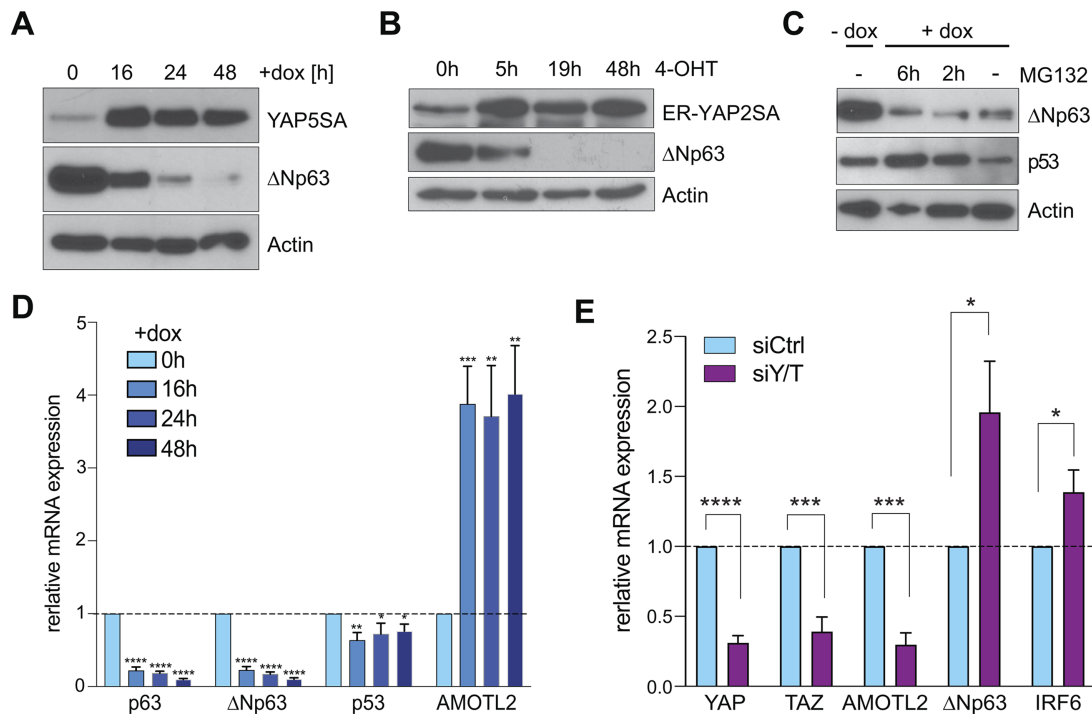 A
0 16 24 48 +dox [h]
YAP5SA
ΔNp63
Actin
B
0h 5h 19h 48h 4-OHT
ER-YAP2SA
ΔNp63
Actin
C
- dox + dox
- 6h 2h - MG132
ΔNp63
p53
Actin
D
rerlative mRNA expression
5
4
3
2
1
0
+dox
0h
16h
24h
48h
**** **** ****
**** **** ****
** * *
*** ** **
p63 ΔNp63 p53 AMOTL2
E
rerlative mRNA expression
2.5
2.0
1.5
1.0
0.5
0.0
siCtrl
siY/T
**** *** *** * *
YAP TAZ AMOTL2 ΔNp63 IRF6